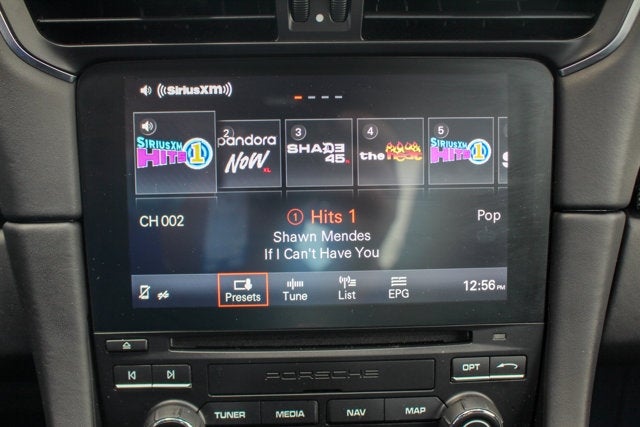 ((SiriusXM))
SIRIUSXM HITS 1
2 pandora NOW XL
3 SHADE 45 XL
4 the heat
5 SIRIUSXM HITS 1
CH 002
1 Hits 1
Pop
Shawn Mendes
If I Can't Have You
Presets
Tune
List
EPG
12:56 PM
PORSCHE
OPT
TUNER
MEDIA
NAV
MAP